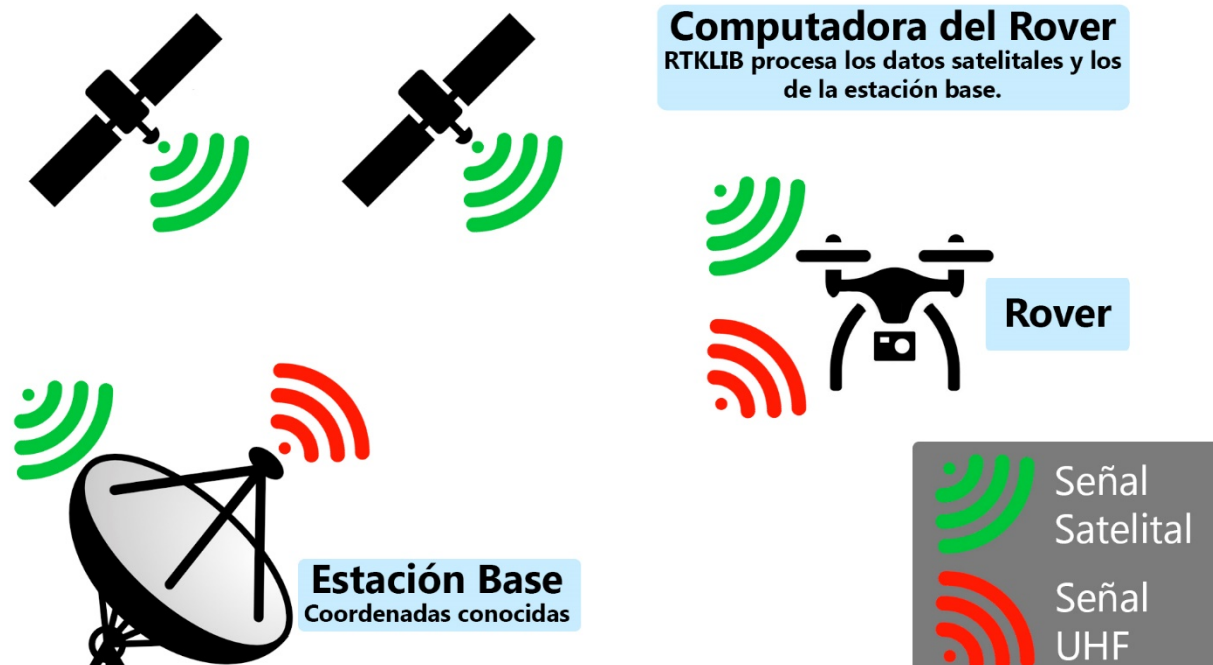 Computadora del Rover
RTKLIB procesa los datos satelitales y los
de la estación base.
Rover
Estación Base
Coordenadas conocidas
Señal
Satelital
Señal
UHF